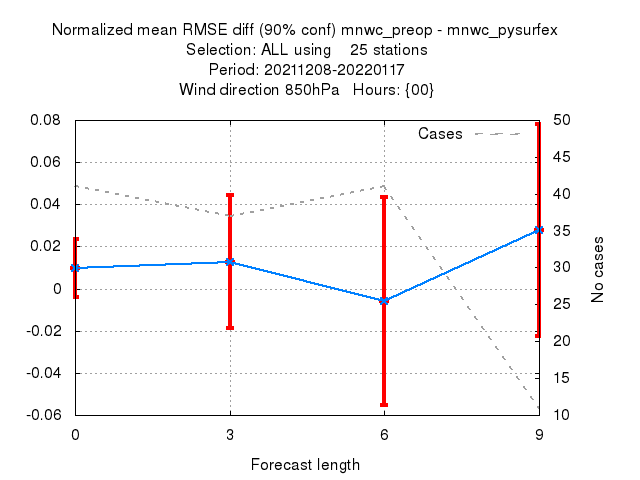 Normalized mean RMSE diff (90% conf) mnwc_preop - mnwc_pysurfex
Selection: ALL using    25 stations
Period: 20211208-20220117
Wind direction 850hPa   Hours: {00}
Cases
0.08
0.06
0.04
0.02
0
-0.02
-0.04
-0.06
50
45
40
35
30
25
20
15
10
No cases
0 3 6 9
Forecast length